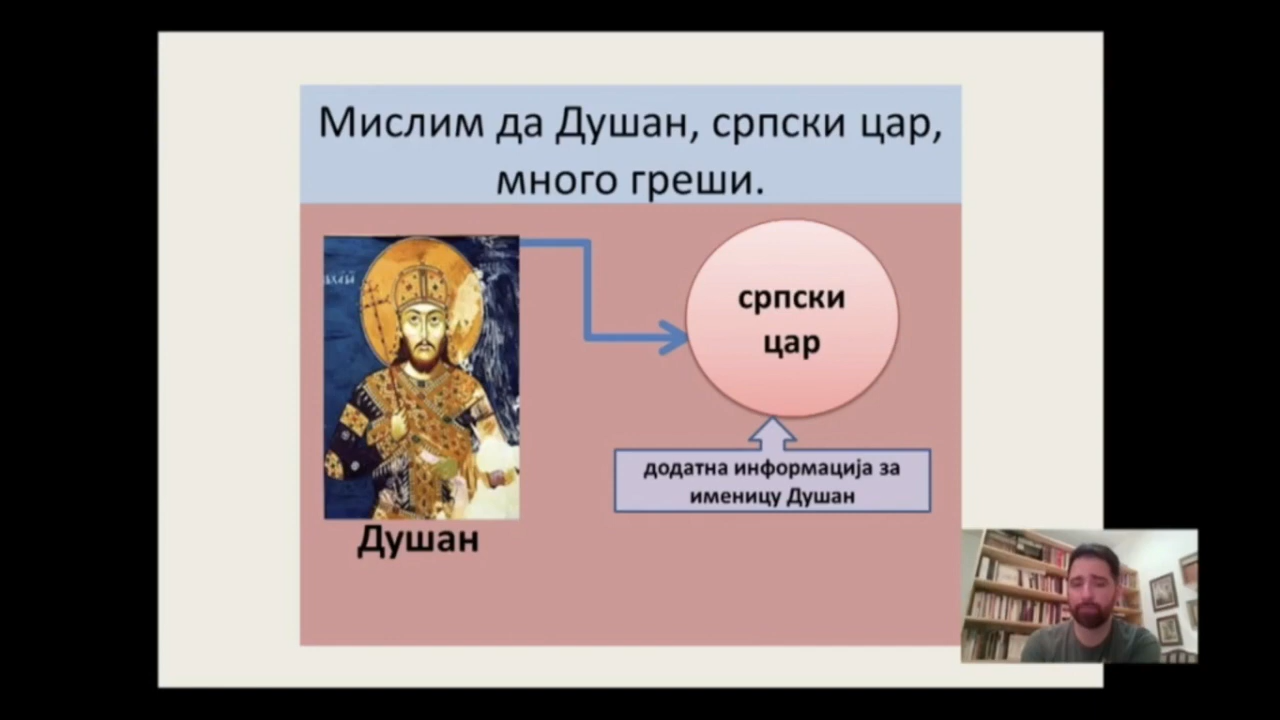 Мислим да Душан, српски цар,
много греши.
српски
цар
додатна информација за
именицу Душан
Душан